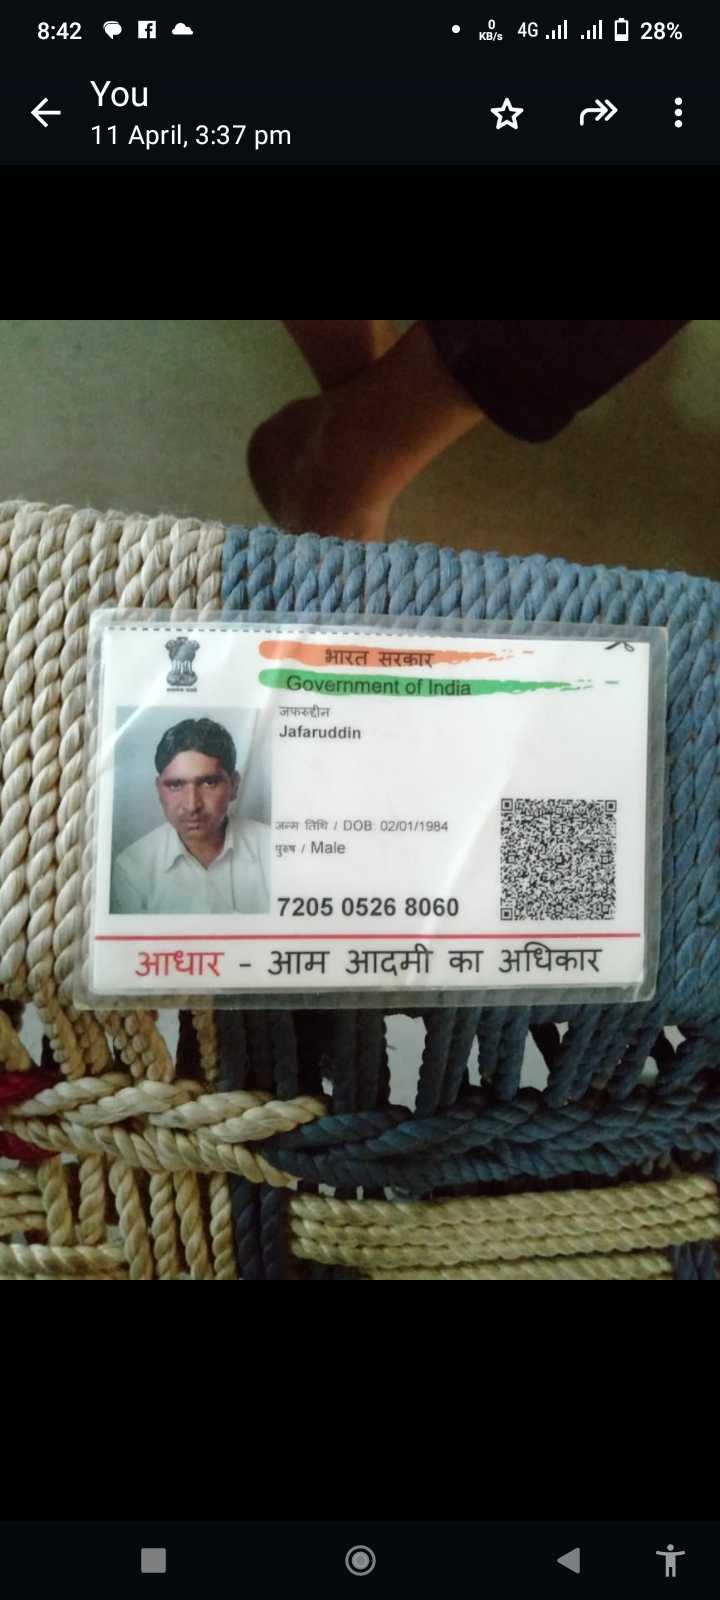 8:42
0 KB/s 4G 28%
You
11 April, 3:37 pm
भारत सरकार
Government of India
जफरुद्दीन
Jafaruddin
जन्म तिथि / DOB: 02/01/1984
पुरुष / Male
7205 0526 8060
आधार - आम आदमी का अधिकार